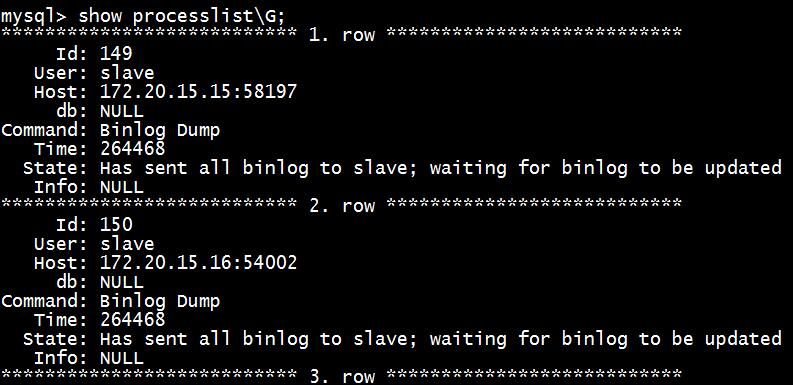 mysql> show processlist\G;
*************************** 1. row ***************************
     Id: 149
   User: slave
   Host: 172.20.15.15:58197
     db: NULL
Command: Binlog Dump
   Time: 264468
  State: Has sent all binlog to slave; waiting for binlog to be updated
   Info: NULL
*************************** 2. row ***************************
     Id: 150
   User: slave
   Host: 172.20.15.16:54002
     db: NULL
Command: Binlog Dump
   Time: 264468
  State: Has sent all binlog to slave; waiting for binlog to be updated
   Info: NULL
*************************** 3. row ***************************